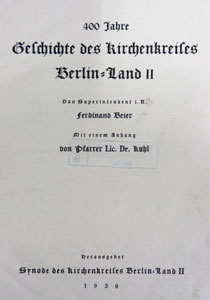 400 Jahre
Geschichte des Kirchenkreises
Berlin-Land II
Von Superintendent i. R.
Ferdinand Beier
Mit einem Anhang
von Pfarrer Lic. Dr. Kuhl
Herausgeber
Synode des Kirchenkreises Berlin-Land II
1936